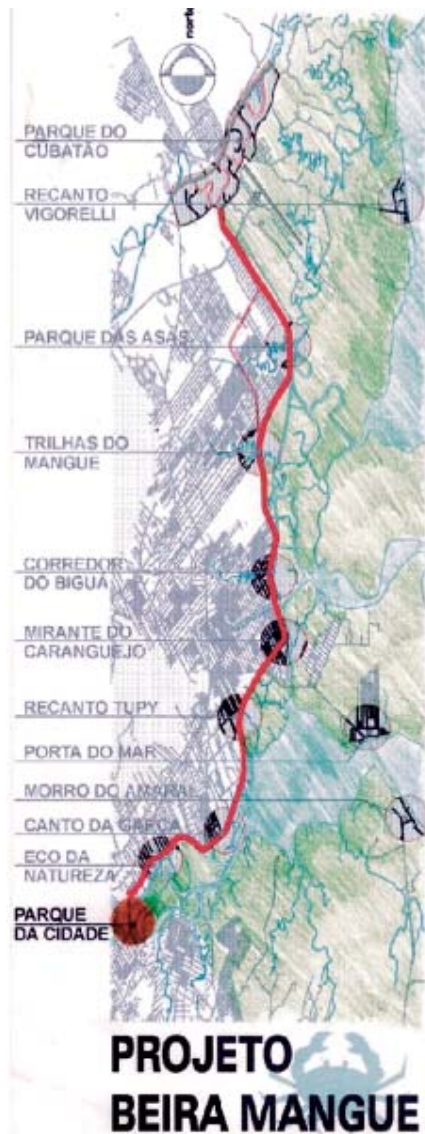 norte
PARQUE DO
CUBATÃO
RECANTO
VIGORELLI
PARQUE DAS ASAS
TRILHAS DO
MANGUE
CORREDOR
DO BIGUÁ
MIRANTE DO
CARANGUEJO
RECANTO TUPY
PORTA DO MAR
MORRO DO AMARAL
CANTO DA GARÇA
ECO DA
NATUREZA
PARQUE
DA CIDADE
PROJETO
BEIRA MANGUE